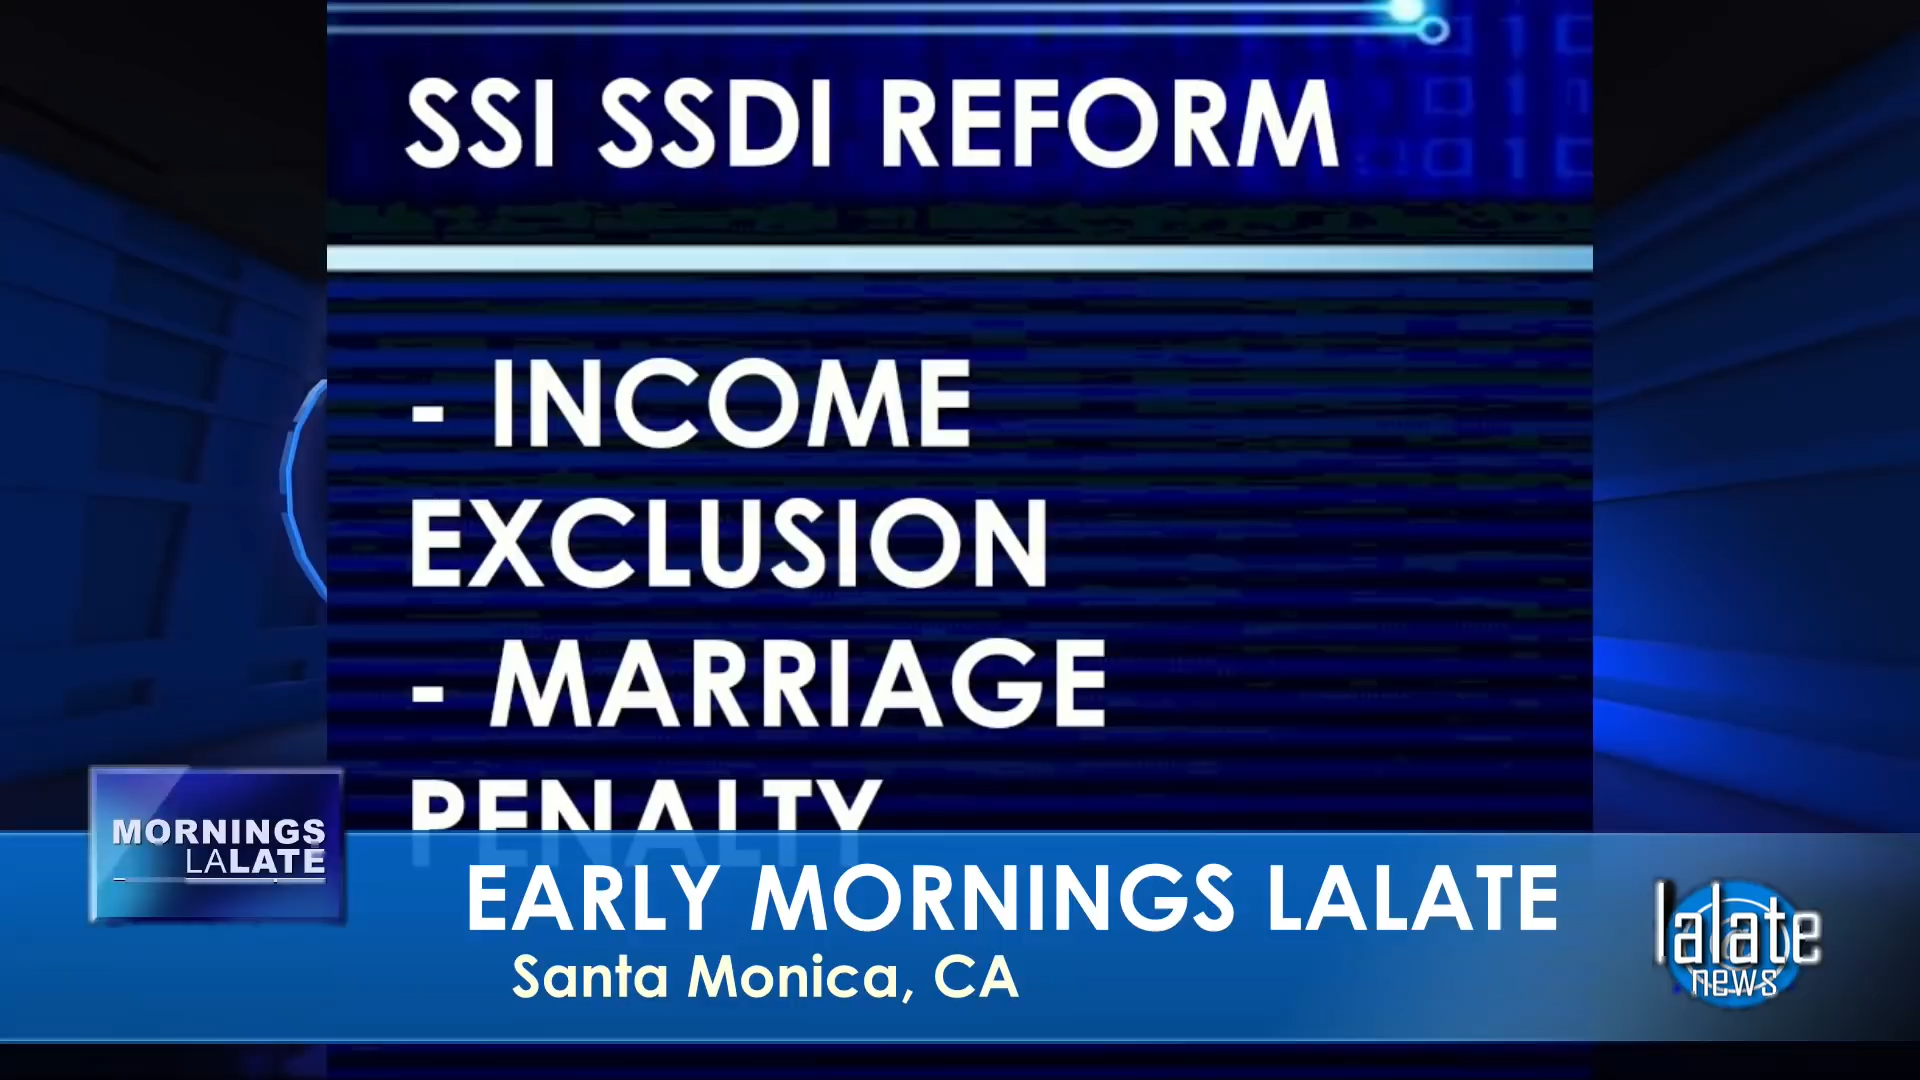 SSI SSDI REFORM
- INCOME
EXCLUSION
- MARRIAGE
PENALTY
MORNINGS
LALATE
EARLY MORNINGS LALATE
Santa Monica, CA
lalate
news